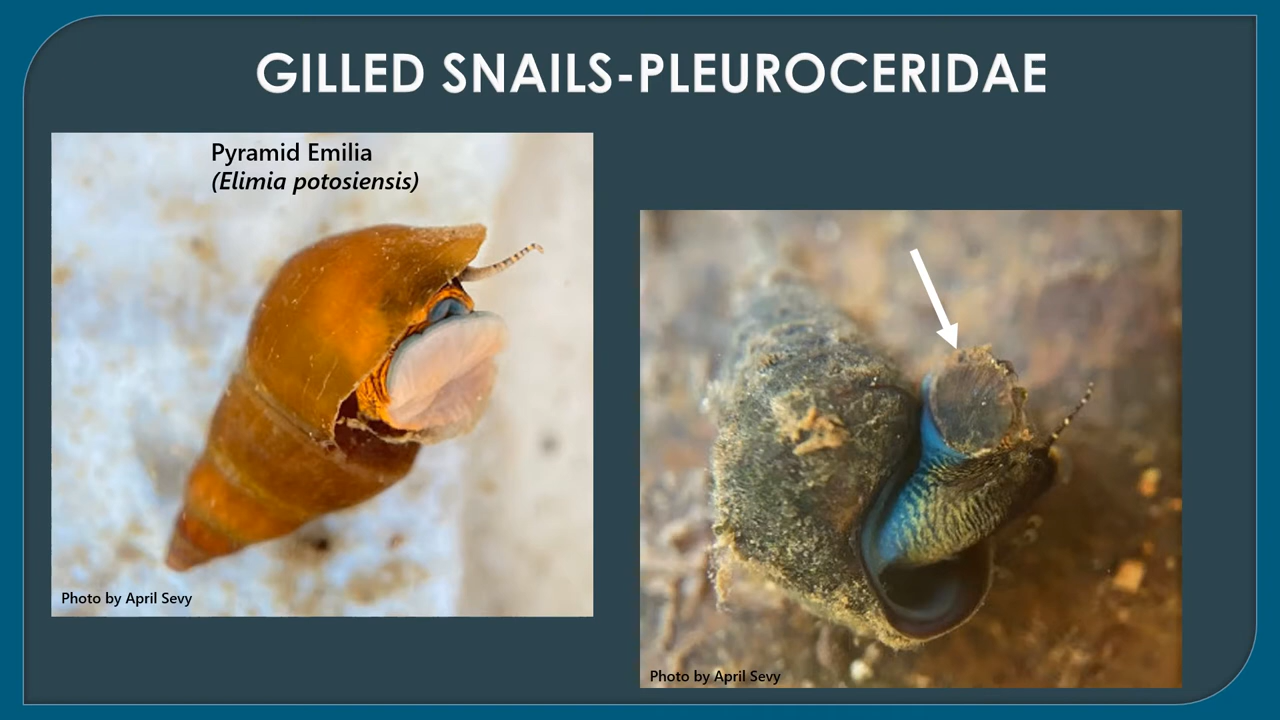 GILLED SNAILS-PLEUROCERIDAE
Pyramid Emilia
(Elimia potosiensis)
Photo by April Sevy
Photo by April Sevy